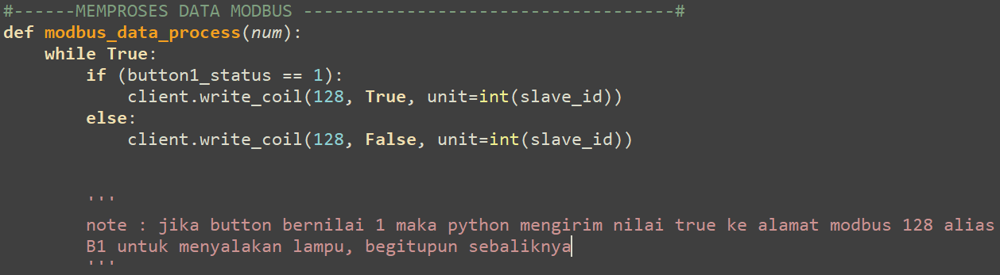 #------MEMPROSES DATA MODBUS ------------------------------------#
def modbus_data_process(num):
    while True:
        if (button1_status == 1):
            client.write_coil(128, True, unit=int(slave_id))
        else:
            client.write_coil(128, False, unit=int(slave_id))
        '''
        note : jika button bernilai 1 maka python mengirim nilai true ke alamat modbus 128 alias
        B1 untuk menyalakan lampu, begitupun sebaliknya
        '''